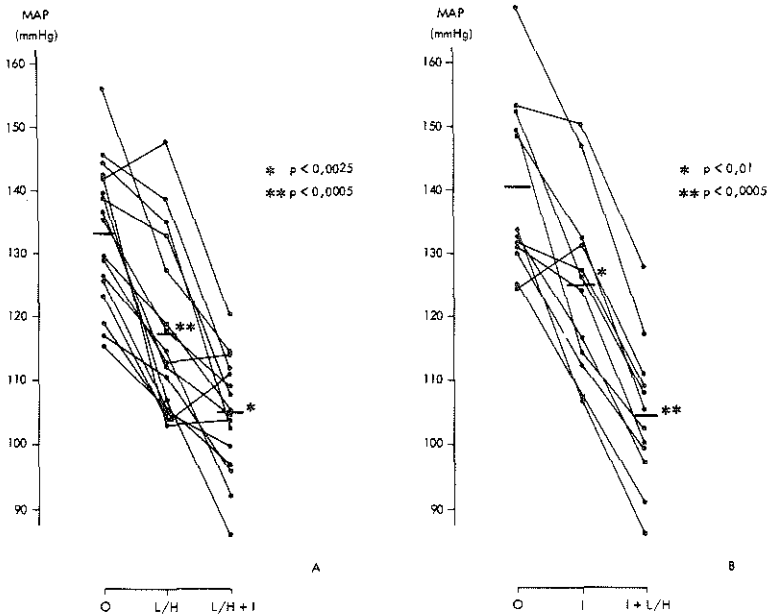 MAP
(mmHg)
160
150
140
130
120
110
100
90
* p < 0,0025
** p < 0,0005
**
*
A
O
L/H
L/H + I
MAP
(mmHg)
160
150
140
130
120
110
100
90
* p < 0,01
** p < 0,0005
*
**
B
O
I
I + L/H